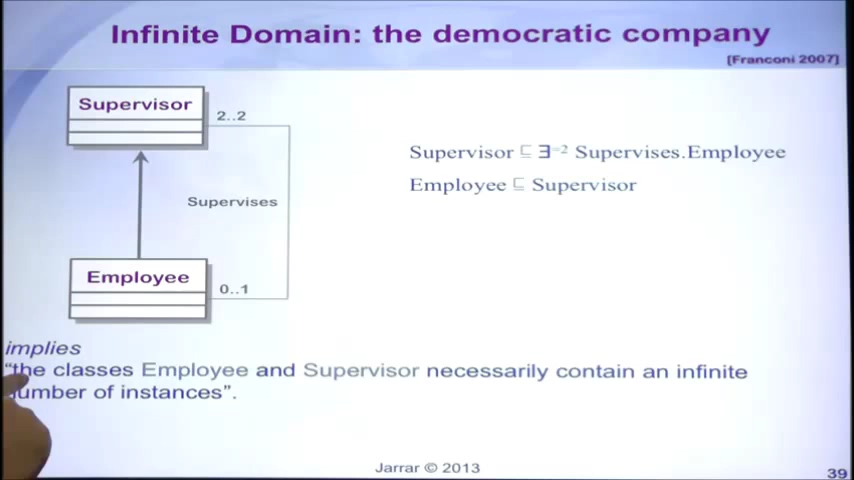 Infinite Domain: the democratic company
[Franconi 2007]
Supervisor
2..2
Supervises
Employee
0..1
Supervisor ⊑ ∃⁼² Supervises.Employee
Employee ⊑ Supervisor
implies
“the classes Employee and Supervisor necessarily contain an infinite
number of instances”.
Jarrar © 2013
39